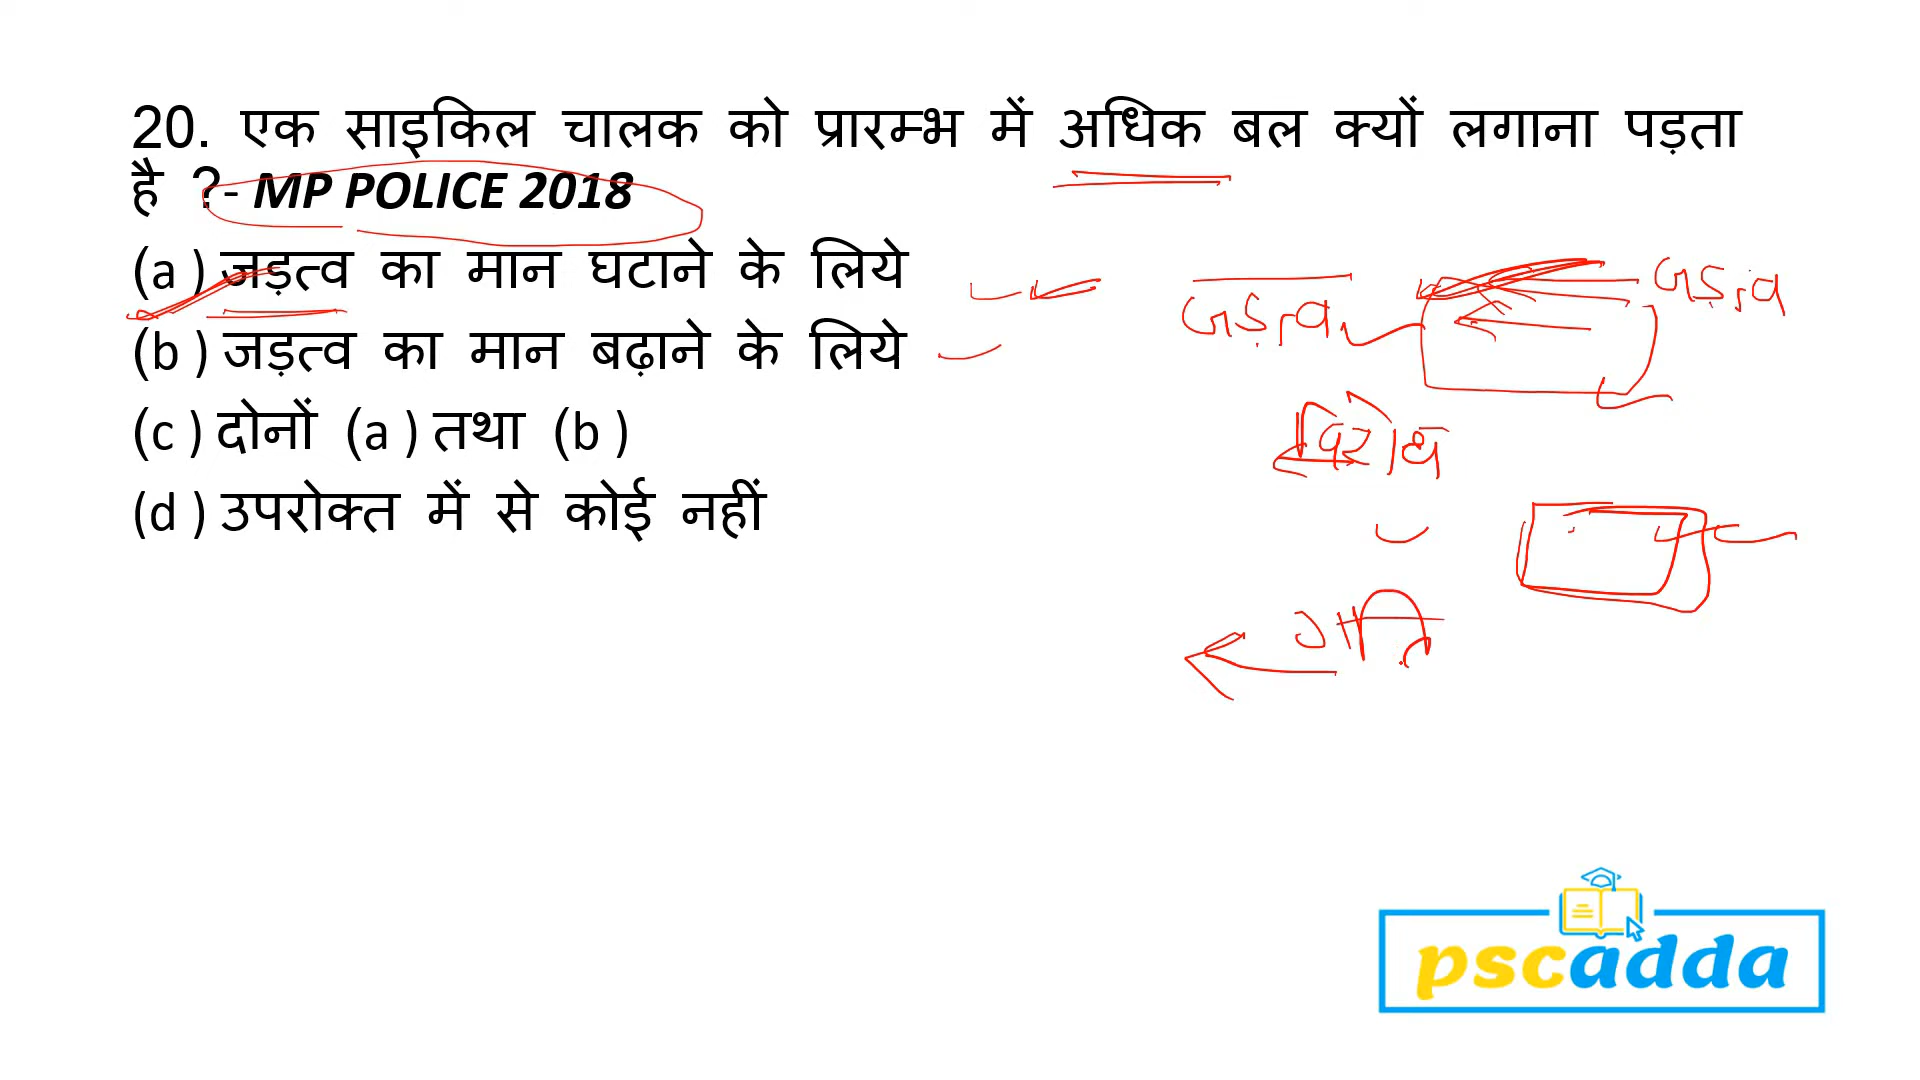 20. एक साइकिल चालक को प्रारम्भ में अधिक बल क्यों लगाना पड़ता
है ?- MP POLICE 2018
(a ) जड़त्व का मान घटाने के लिये
(b ) जड़त्व का मान बढ़ाने के लिये
(c ) दोनों (a ) तथा (b )
(d ) उपरोक्त में से कोई नहीं
जड़त्व
जड़त्व
विरोध
गति
pscadda